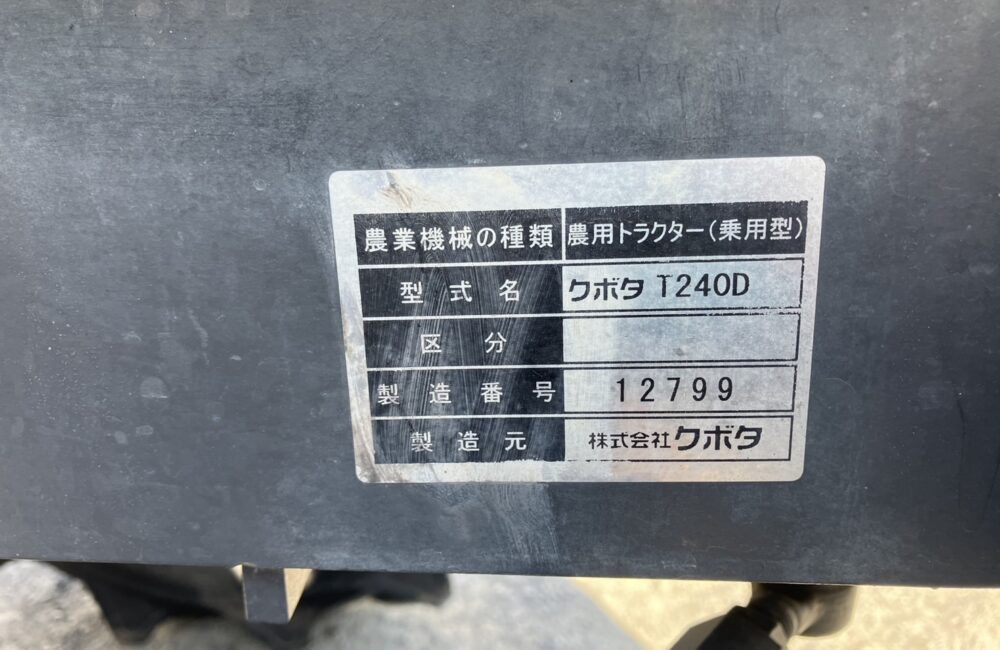 農業機械の種類 農用トラクター(乗用型)
型式名 クボタ T240D
区分
製造番号 12799
製造元 株式会社クボタ